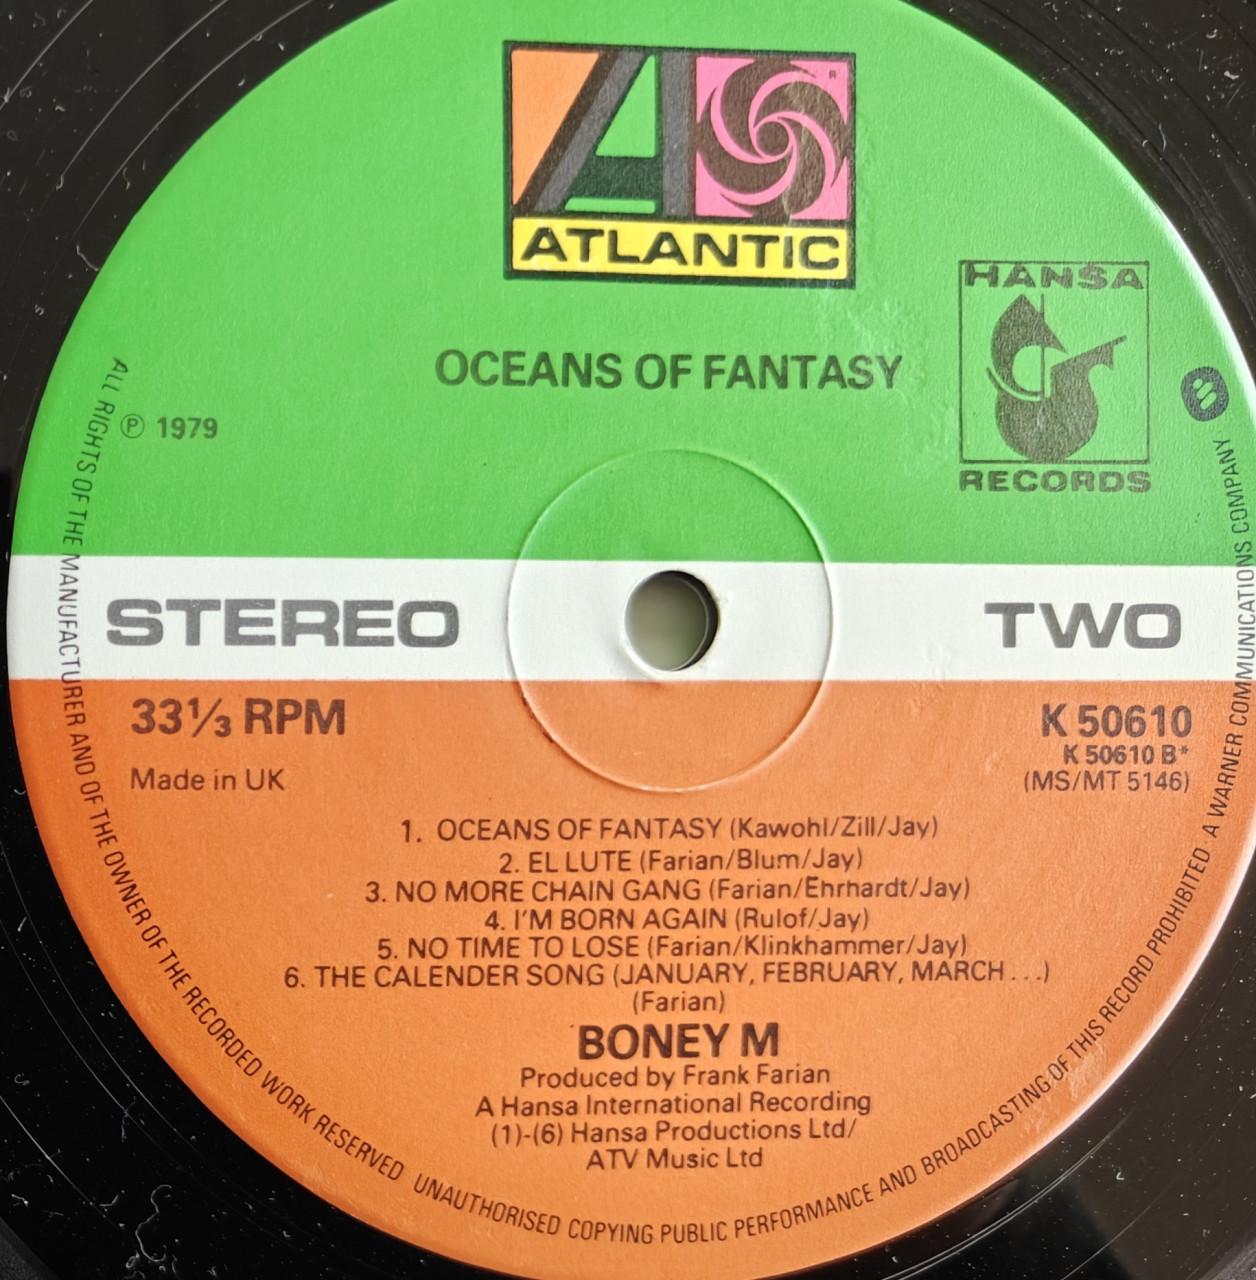 ATLANTIC
HANSA
RECORDS
OCEANS OF FANTASY
℗ 1979
STEREO
TWO
33⅓ RPM
K 50610
K 50610 B*
Made in UK
(MS/MT 5146)
1. OCEANS OF FANTASY (Kawohl/Zill/Jay)
2. EL LUTE (Farian/Blum/Jay)
3. NO MORE CHAIN GANG (Farian/Ehrhardt/Jay)
4. I'M BORN AGAIN (Rulof/Jay)
5. NO TIME TO LOSE (Farian/Klinkhammer/Jay)
6. THE CALENDER SONG (JANUARY, FEBRUARY, MARCH...)
(Farian)
BONEY M
Produced by Frank Farian
A Hansa International Recording
(1)-(6) Hansa Productions Ltd/
ATV Music Ltd
ALL RIGHTS OF THE MANUFACTURER AND OF THE OWNER OF THE RECORDED WORK RESERVED UNAUTHORISED COPYING PUBLIC PERFORMANCE AND BROADCASTING OF THIS RECORD PROHIBITED · A WARNER COMMUNICATIONS COMPANY